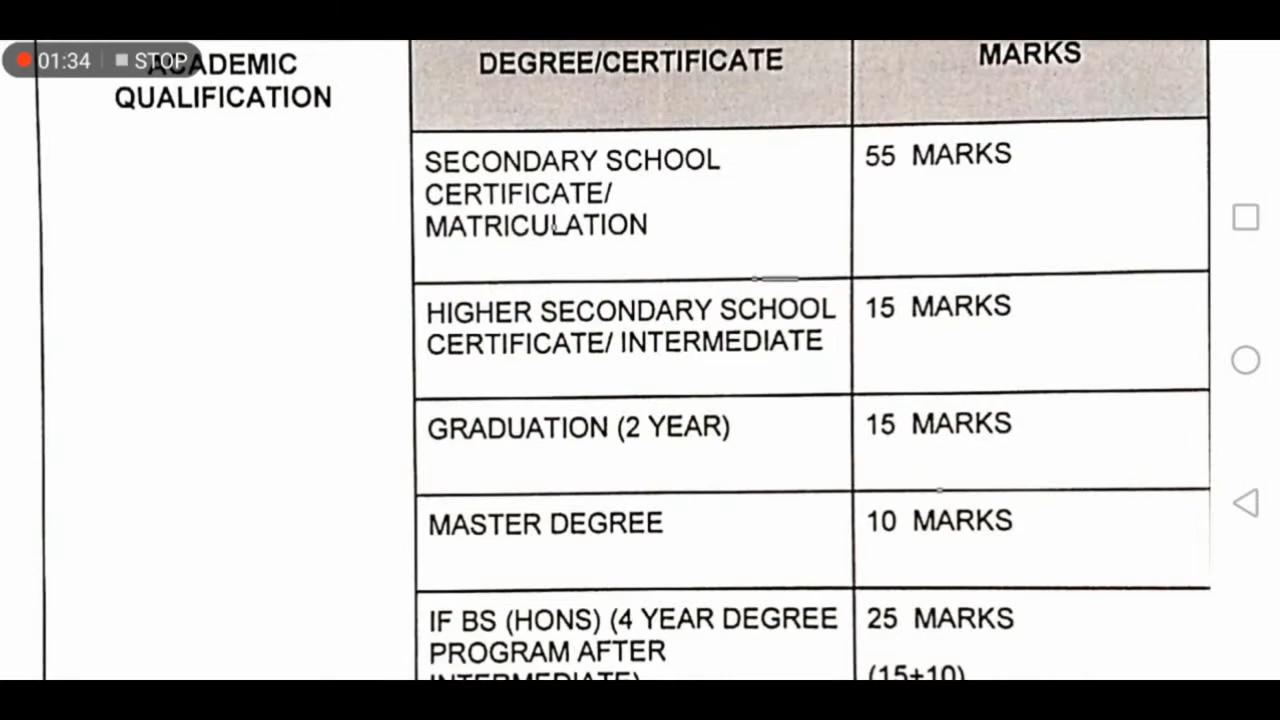 01:34 STOP
ACADEMIC
QUALIFICATION
DEGREE/CERTIFICATE
MARKS
SECONDARY SCHOOL
CERTIFICATE/
MATRICULATION
55 MARKS
HIGHER SECONDARY SCHOOL
CERTIFICATE/ INTERMEDIATE
15 MARKS
GRADUATION (2 YEAR)
15 MARKS
MASTER DEGREE
10 MARKS
IF BS (HONS) (4 YEAR DEGREE
PROGRAM AFTER
INTERMEDIATE)
25 MARKS
(15+10)